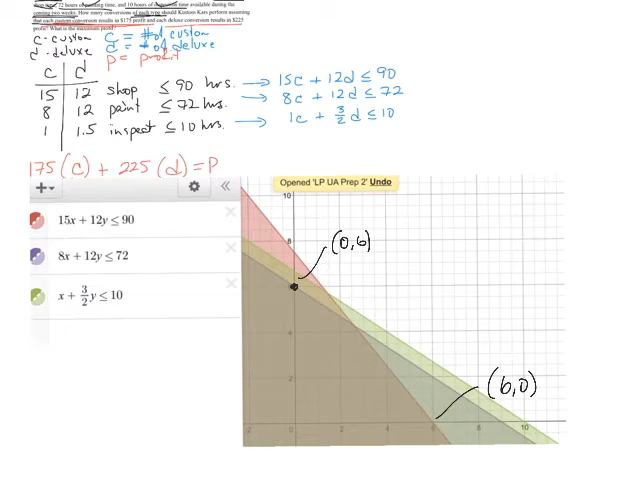 shop time, 72 hours of painting time, and 10 hours of inspection time available during the
coming two weeks. How many conversions of each type should Kustom Kars perform assuming
that each custom conversion results in $175 profit and each deluxe conversion results in $225
profit? What is the maximum profit?
c - custom
d - deluxe
c = # of custom
d = # of deluxe
P = profit
c d
15 12 shop ≤ 90 hrs. → 15c + 12d ≤ 90
8 12 paint ≤ 72 hrs. → 8c + 12d ≤ 72
1 1.5 inspect ≤ 10 hrs. → 1c + 3/2 d ≤ 10
175 (c) + 225 (d) = P
Opened 'LP UA Prep 2' Undo
15x + 12y ≤ 90
8x + 12y ≤ 72
x + 3/2 y ≤ 10
(0,6)
(6,0)
10
8
4
2
-2 0 2 4 6 8 10